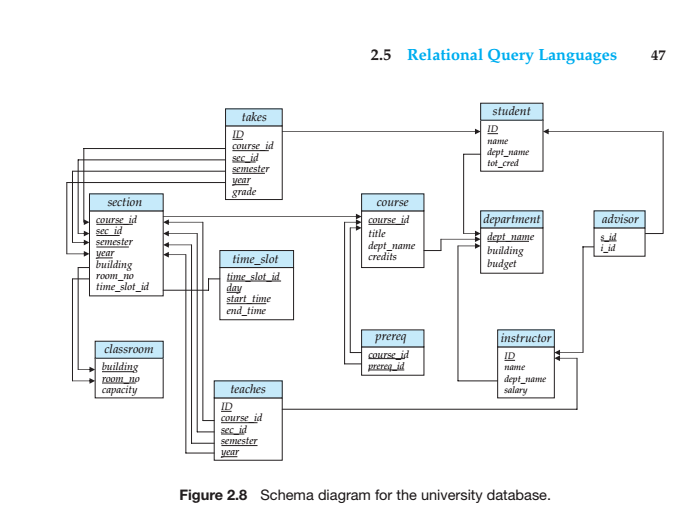 2.5 Relational Query Languages 47
takes
ID
course_id
sec_id
semester
year
grade
student
ID
name
dept_name
tot_cred
section
course_id
sec_id
semester
year
building
room_no
time_slot_id
course
course_id
title
dept_name
credits
department
dept_name
building
budget
advisor
s_id
i_id
time_slot
time_slot_id
day
start_time
end_time
prereq
course_id
prereq_id
instructor
ID
name
dept_name
salary
classroom
building
room_no
capacity
teaches
ID
course_id
sec_id
semester
year
Figure 2.8 Schema diagram for the university database.